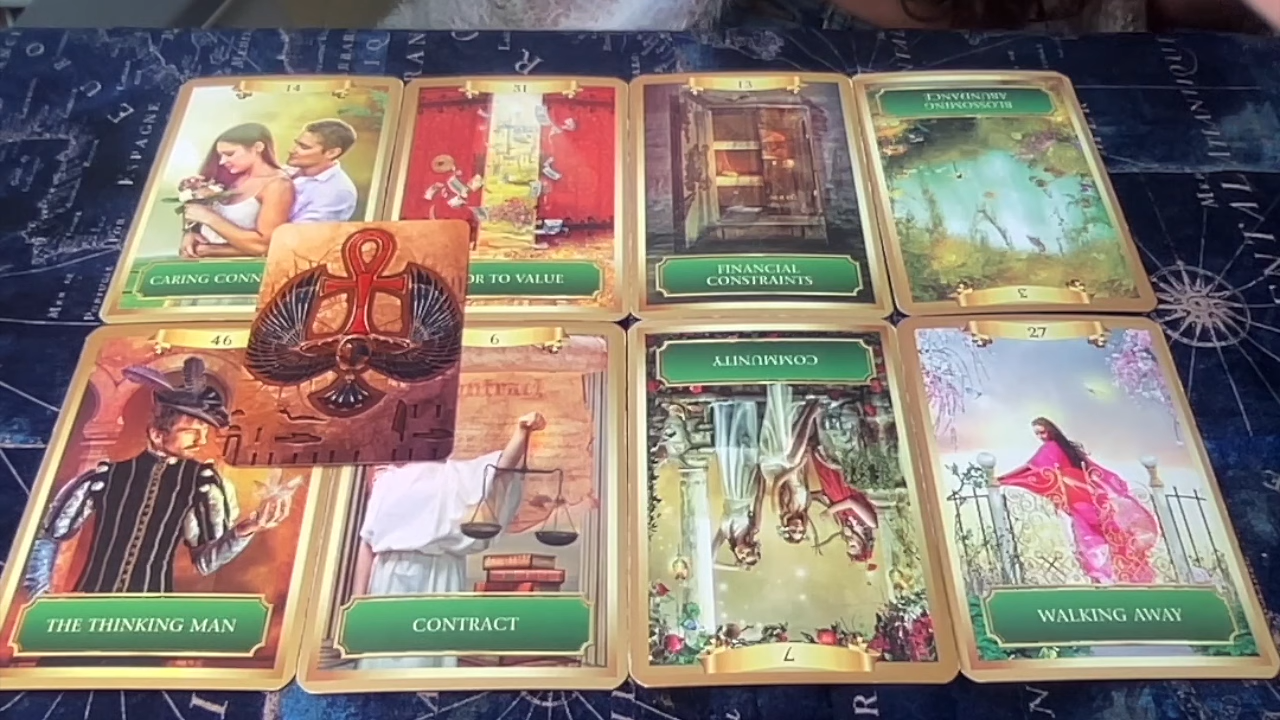 14
31
13
BLOSSOMING
ABUNDANCE
CARING CONN
OR TO VALUE
FINANCIAL
CONSTRAINTS
3
46
6
COMMUNITY
27
ontract
THE THINKING MAN
CONTRACT
7
WALKING AWAY